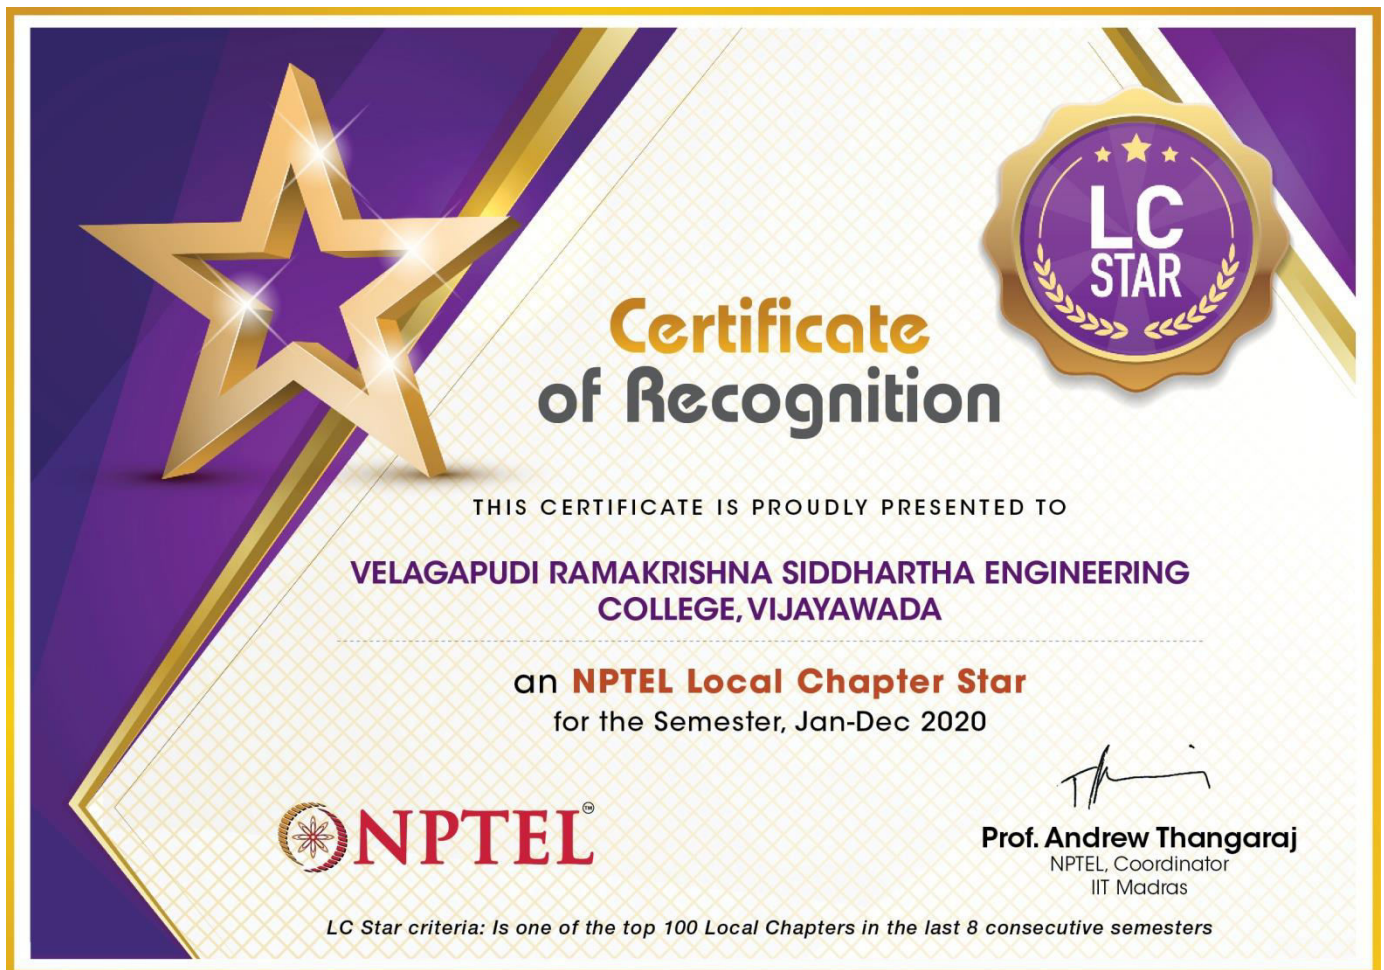 LC
STAR
Certificate
of Recognition
THIS CERTIFICATE IS PROUDLY PRESENTED TO
VELAGAPUDI RAMAKRISHNA SIDDHARTHA ENGINEERING
COLLEGE, VIJAYAWADA
an NPTEL Local Chapter Star
for the Semester, Jan-Dec 2020
NPTEL™
Prof. Andrew Thangaraj
NPTEL, Coordinator
IIT Madras
LC Star criteria: Is one of the top 100 Local Chapters in the last 8 consecutive semesters